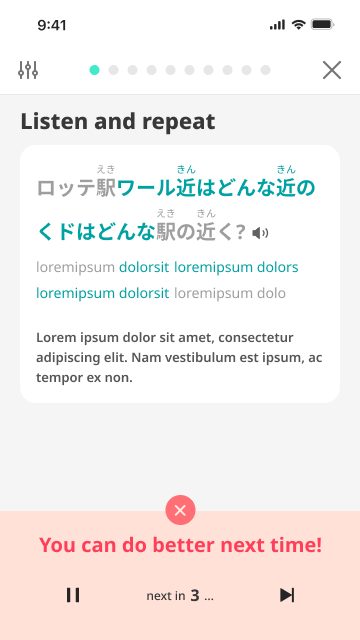 9:41
Listen and repeat
えき きん きん
ロッテ駅ワール近はどんな近の
えき きん
くドはどんな駅の近く?
loremipsum dolorsit loremipsum dolors
loremipsum dolorsit loremipsum dolo
Lorem ipsum dolor sit amet, consectetur
adipiscing elit. Nam vestibulum est ipsum, ac
tempor ex non.
You can do better next time!
next in 3 ...